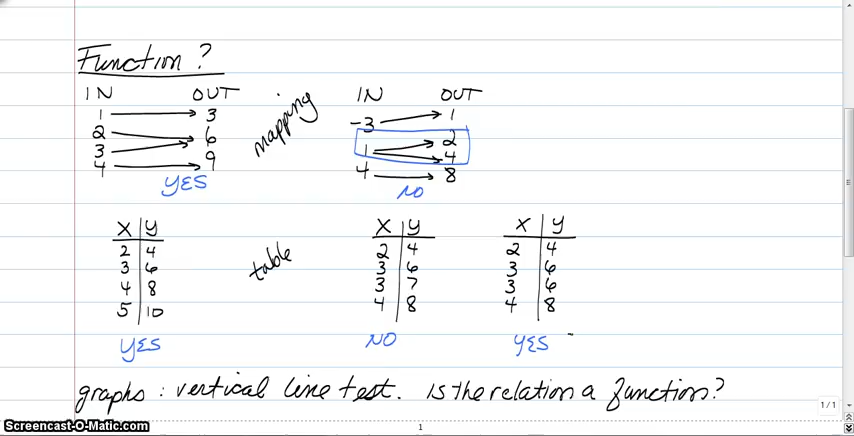 Function?
IN OUT IN OUT
1 3 mapping -3 1
2 6 1 2
3 9 4 4
4 8
YES NO
X Y X Y X Y
2 4 table 2 4 2 4
3 6 3 6 3 6
4 8 3 7 3 6
5 10 4 8 4 8
YES NO YES
graphs: vertical line test. Is the relation a function?
1/1
Screencast-O-Matic.com 1